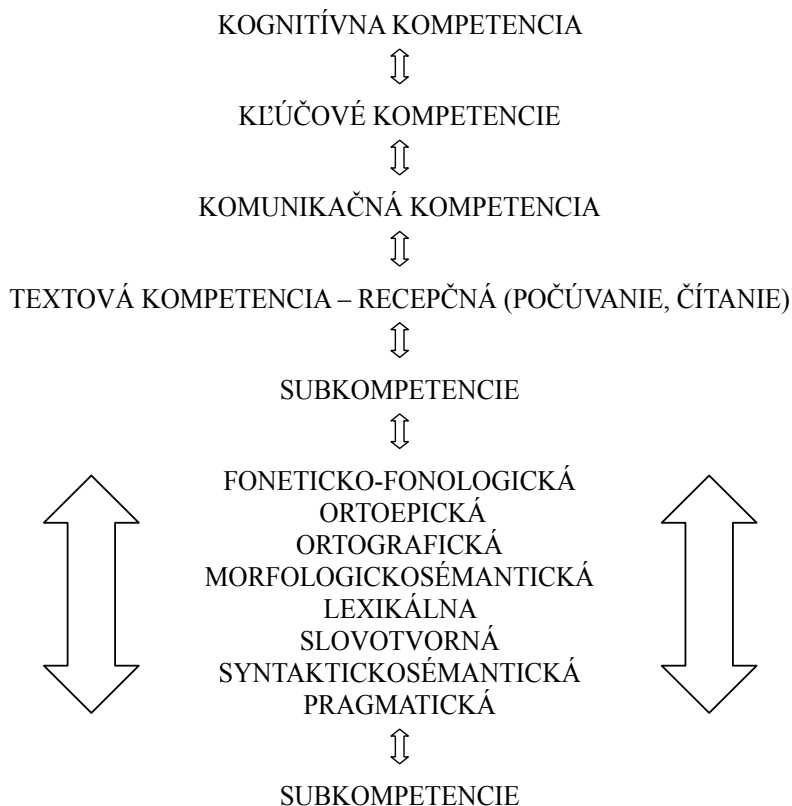 KOGNITÍVNA KOMPETENCIA
KĽÚČOVÉ KOMPETENCIE
KOMUNIKAČNÁ KOMPETENCIA
TEXTOVÁ KOMPETENCIA – RECEPČNÁ (POČÚVANIE, ČÍTANIE)
SUBKOMPETENCIE
FONETICKO-FONOLOGICKÁ
ORTOEPICKÁ
ORTOGRAFICKÁ
MORFOLOGICKOSÉMANTICKÁ
LEXIKÁLNA
SLOVOTVORNÁ
SYNTAKTICKOSÉMANTICKÁ
PRAGMATICKÁ
SUBKOMPETENCIE